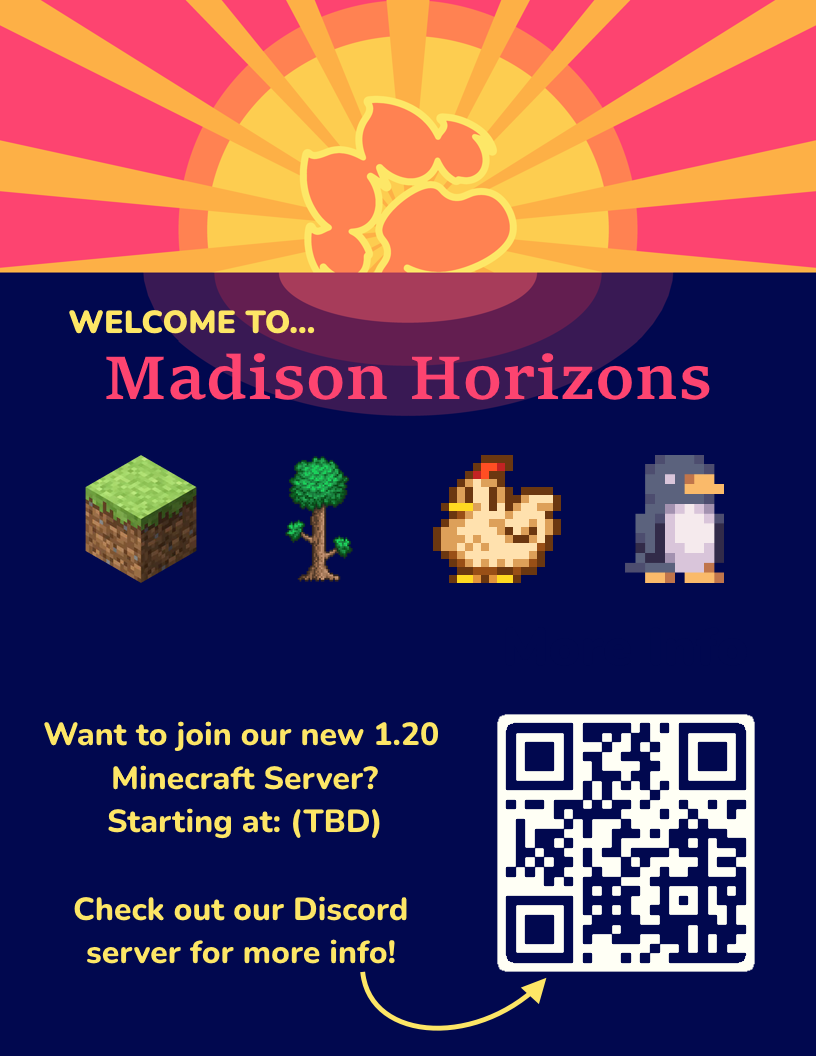 WELCOME TO...
Madison Horizons
Want to join our new 1.20
Minecraft Server?
Starting at: (TBD)
Check out our Discord
server for more info!